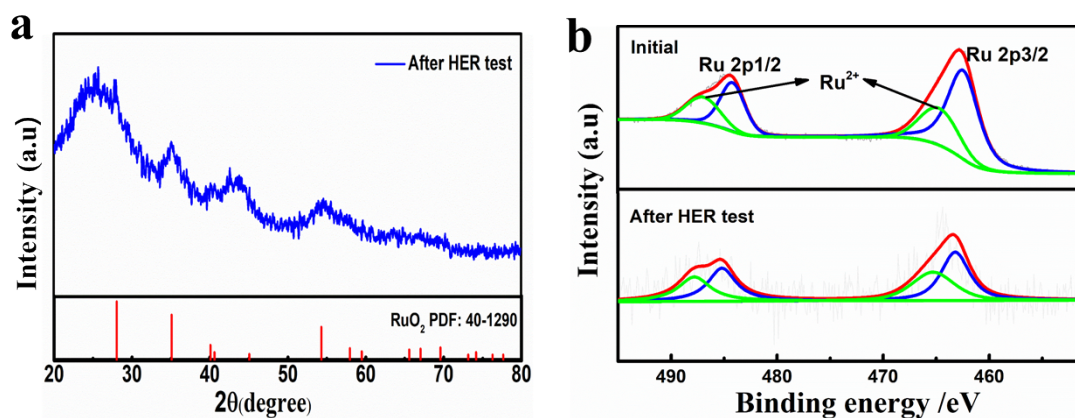 a
Intensity (a.u)
After HER test
RuO₂ PDF: 40-1290
20 30 40 50 60 70 80
2θ(degree)
b
Intensity (a.u)
Initial
Ru 2p1/2
Ru 2p3/2
Ru²⁺
After HER test
490 480 470 460
Binding energy /eV